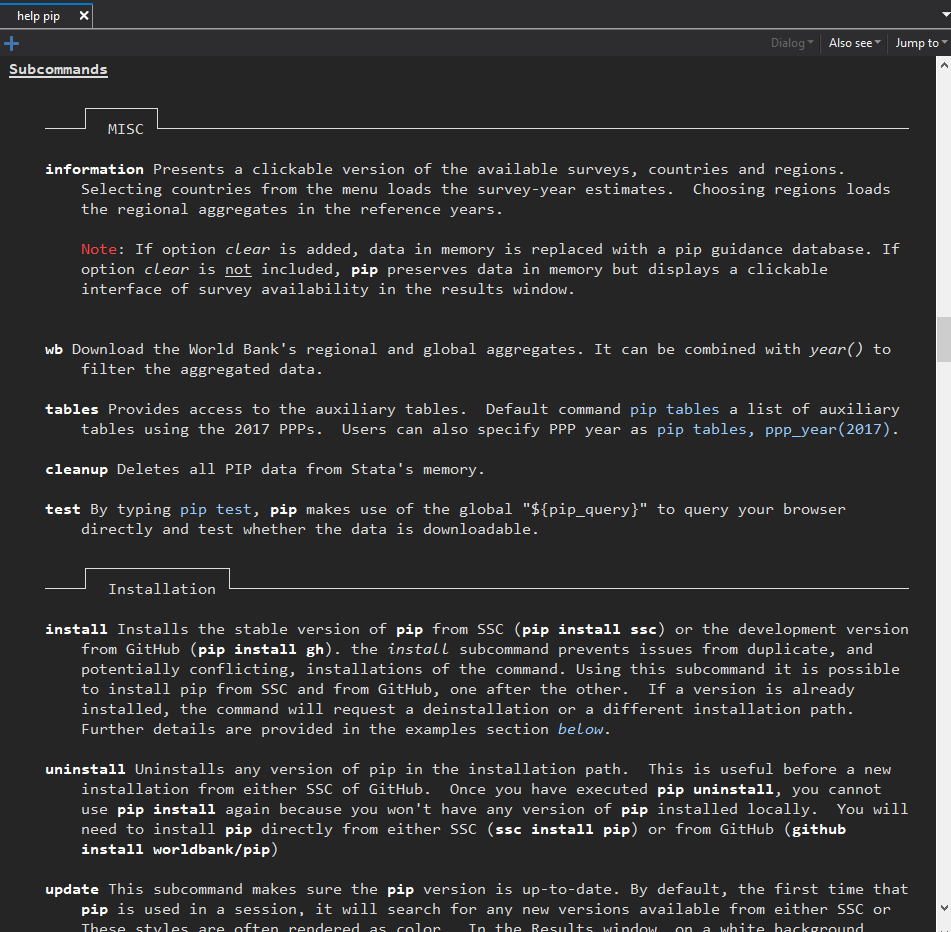 help pip
Dialog Also see Jump to
Subcommands
MISC
information Presents a clickable version of the available surveys, countries and regions.
Selecting countries from the menu loads the survey-year estimates.  Choosing regions loads
the regional aggregates in the reference years.
Note: If option clear is added, data in memory is replaced with a pip guidance database. If
option clear is not included, pip preserves data in memory but displays a clickable
interface of survey availability in the results window.
wb Download the World Bank's regional and global aggregates. It can be combined with year() to
filter the aggregated data.
tables Provides access to the auxiliary tables.  Default command pip tables a list of auxiliary
tables using the 2017 PPPs.  Users can also specify PPP year as pip tables, ppp_year(2017).
cleanup Deletes all PIP data from Stata's memory.
test By typing pip test, pip makes use of the global "${pip_query}" to query your browser
directly and test whether the data is downloadable.
Installation
install Installs the stable version of pip from SSC (pip install ssc) or the development version
from GitHub (pip install gh). the install subcommand prevents issues from duplicate, and
potentially conflicting, installations of the command. Using this subcommand it is possible
to install pip from SSC and from GitHub, one after the other.  If a version is already
installed, the command will request a deinstallation or a different installation path.
Further details are provided in the examples section below.
uninstall Uninstalls any version of pip in the installation path.  This is useful before a new
installation from either SSC of GitHub.  Once you have executed pip uninstall, you cannot
use pip install again because you won't have any version of pip installed locally.  You will
need to install pip directly from either SSC (ssc install pip) or from GitHub (github
install worldbank/pip)
update This subcommand makes sure the pip version is up-to-date. By default, the first time that
pip is used in a session, it will search for any new versions available from either SSC or
These styles are often rendered as color.  In the Results window, on a white background